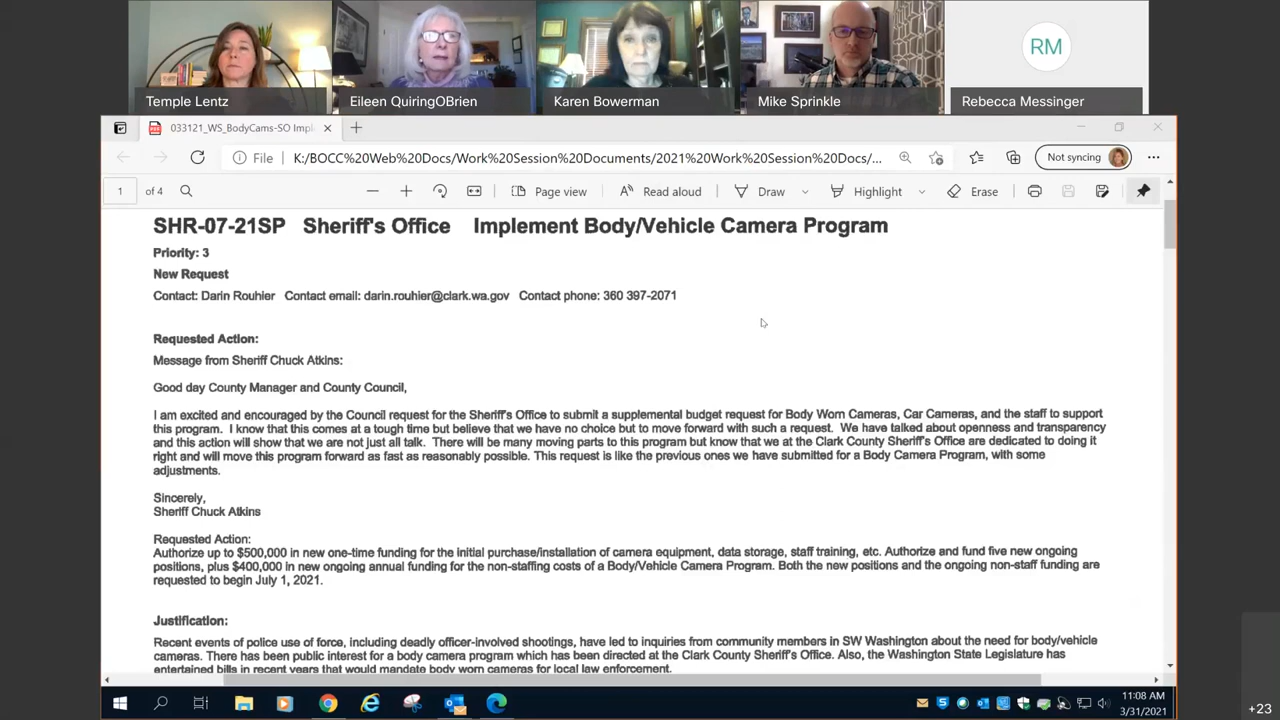 RM
Temple Lentz
Eileen QuiringOBrien
Karen Bowerman
Mike Sprinkle
Rebecca Messinger
033121_WS_BodyCams-SO Impl
File
K:/BOCC%20Web%20Docs/Work%20Session%20Documents/2021%20Work%20Session%20Docs/...
Not syncing
1 of 4
Page view
Read aloud
Draw
Highlight
Erase
SHR-07-21SP Sheriff's Office Implement Body/Vehicle Camera Program
Priority: 3
New Request
Contact: Darin Rouhier Contact email: darin.rouhier@clark.wa.gov Contact phone: 360 397-2071
Requested Action:
Message from Sheriff Chuck Atkins:
Good day County Manager and County Council,
I am excited and encouraged by the Council request for the Sheriff's Office to submit a supplemental budget request for Body Worn Cameras, Car Cameras, and the staff to support
this program. I know that this comes at a tough time but believe that we have no choice but to move forward with such a request. We have talked about openness and transparency
and this action will show that we are not just all talk. There will be many moving parts to this program but know that we at the Clark County Sheriff's Office are dedicated to doing it
right and will move this program forward as fast as reasonably possible. This request is like the previous ones we have submitted for a Body Camera Program, with some
adjustments.
Sincerely,
Sheriff Chuck Atkins
Requested Action:
Authorize up to $500,000 in new one-time funding for the initial purchase/installation of camera equipment, data storage, staff training, etc. Authorize and fund five new ongoing
positions, plus $400,000 in new ongoing annual funding for the non-staffing costs of a Body/Vehicle Camera Program. Both the new positions and the ongoing non-staff funding are
requested to begin July 1, 2021.
Justification:
Recent events of police use of force, including deadly officer-involved shootings, have led to inquiries from community members in SW Washington about the need for body/vehicle
cameras. There has been public interest for a body camera program which has been directed at the Clark County Sheriff's Office. Also, the Washington State Legislature has
entertained bills in recent years that would mandate body worn cameras for local law enforcement.
11:08 AM
3/31/2021
+23